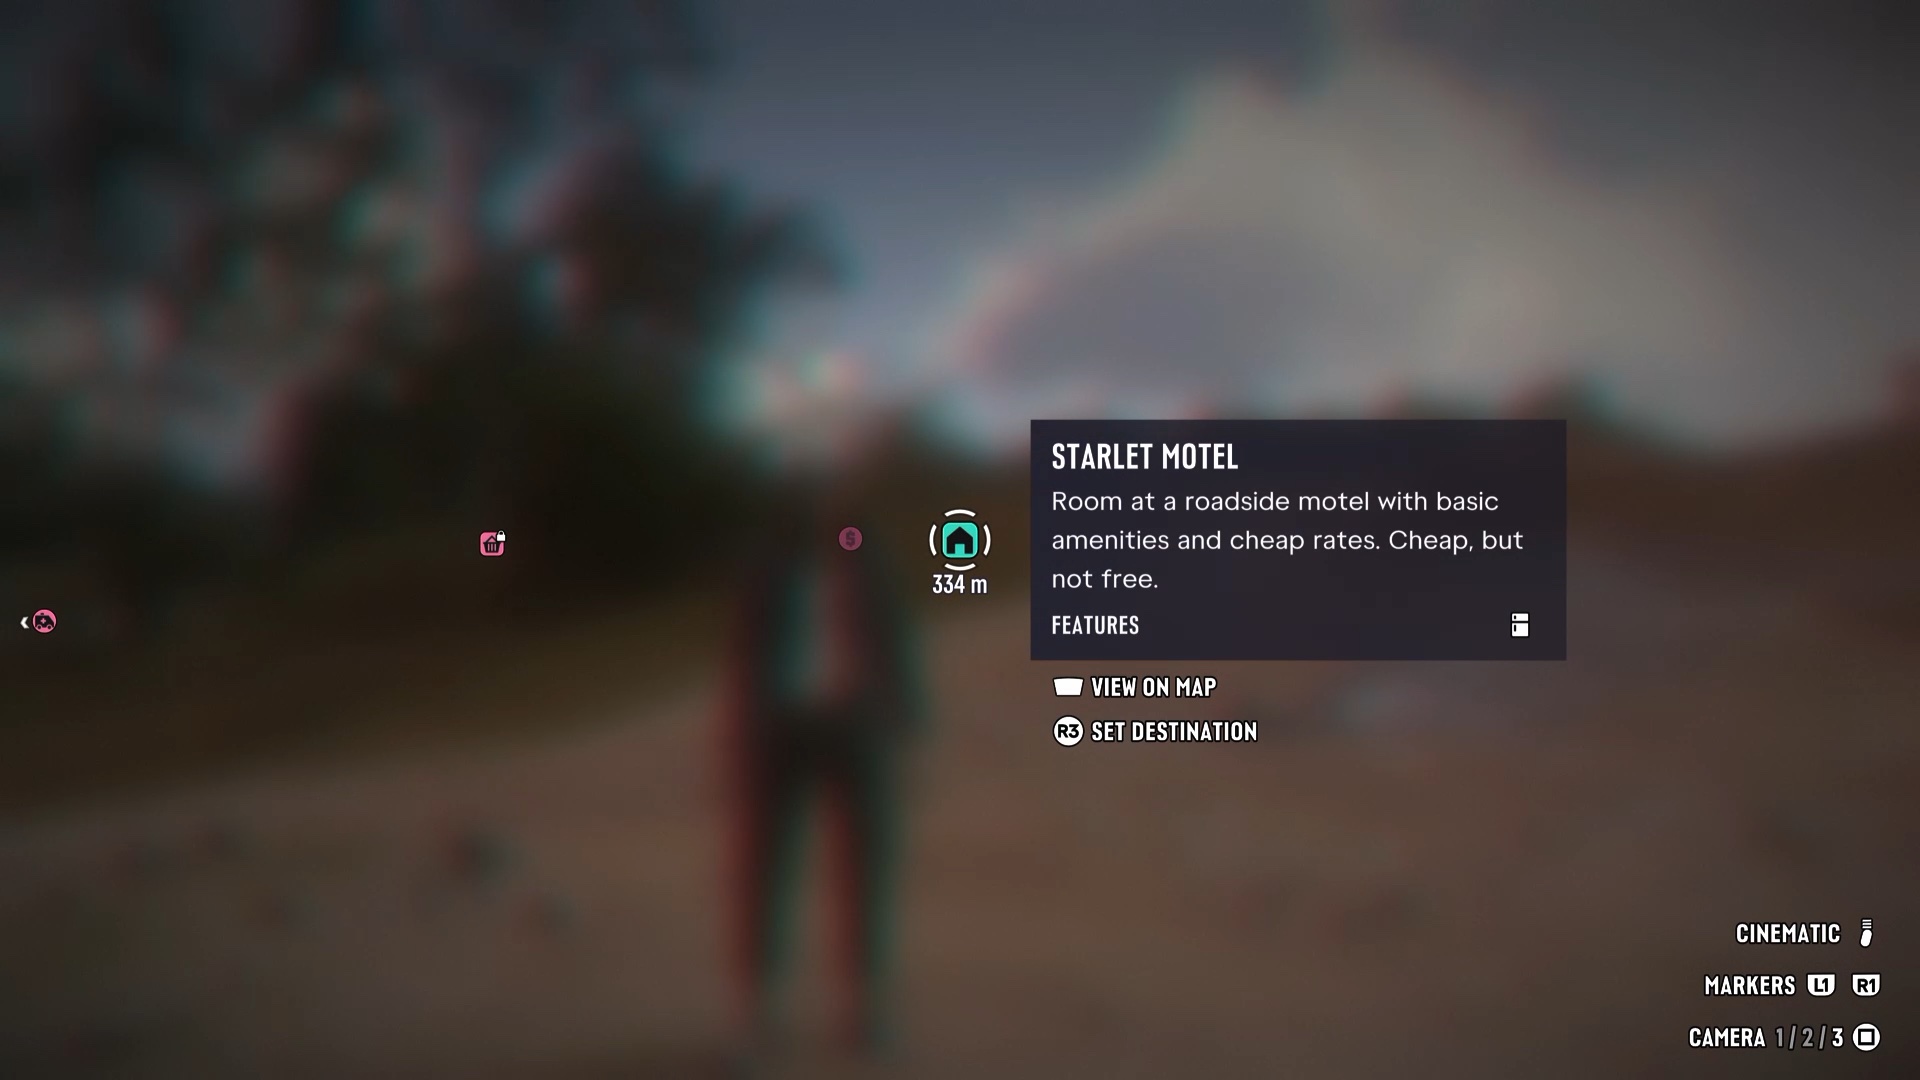 STARLET MOTEL
Room at a roadside motel with basic
amenities and cheap rates. Cheap, but
not free.
334 m
FEATURES
VIEW ON MAP
R3 SET DESTINATION
CINEMATIC
MARKERS L1 R1
CAMERA 1/2/3